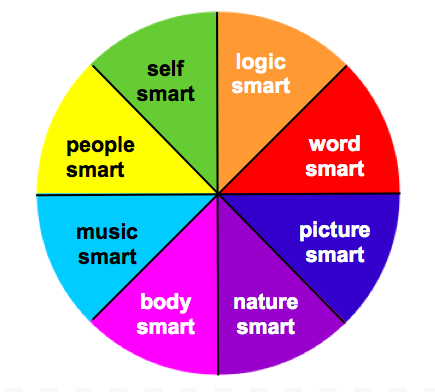 logic
smart
word
smart
picture
smart
nature
smart
body
smart
music
smart
people
smart
self
smart